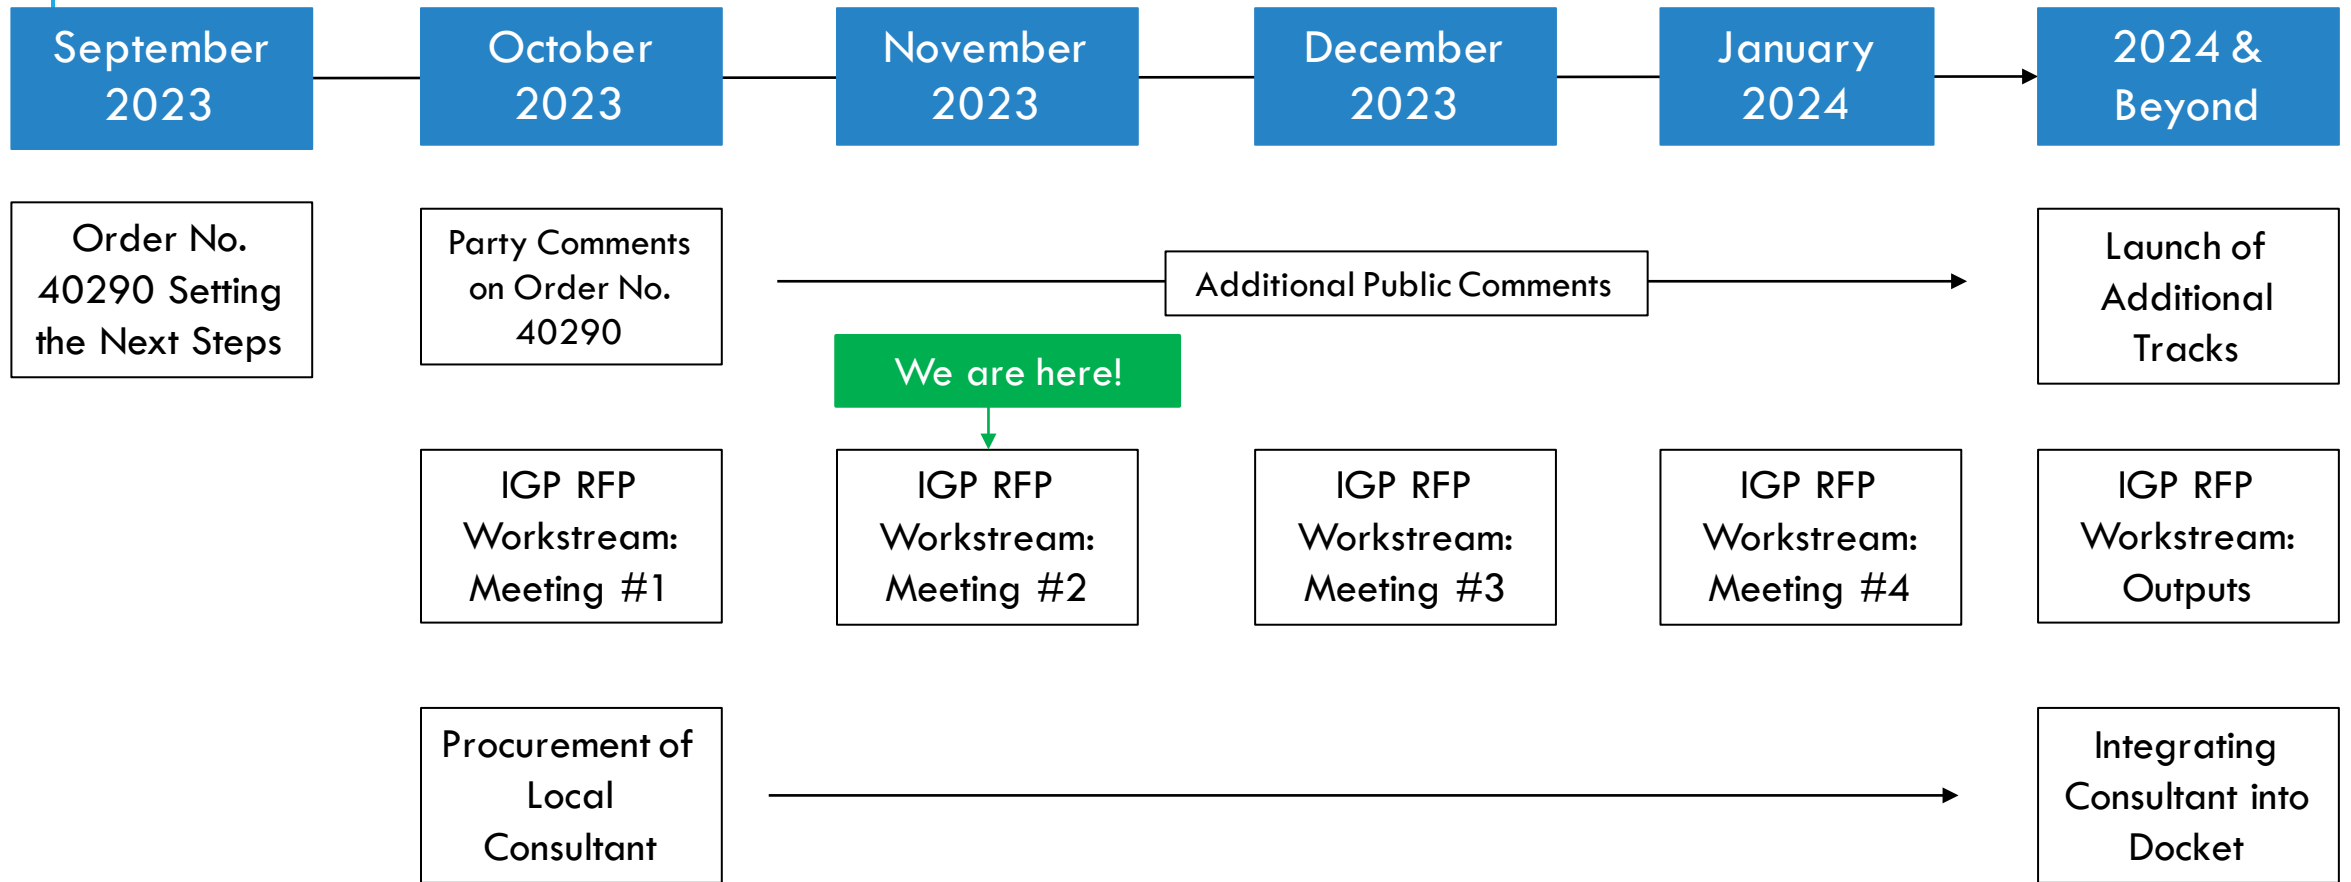 September
2023
October
2023
November
2023
December
2023
January
2024
2024 &
Beyond
Order No.
40290 Setting
the Next Steps
Party Comments
on Order No.
40290
Additional Public Comments
Launch of
Additional
Tracks
We are here!
IGP RFP
Workstream:
Meeting #1
IGP RFP
Workstream:
Meeting #2
IGP RFP
Workstream:
Meeting #3
IGP RFP
Workstream:
Meeting #4
IGP RFP
Workstream:
Outputs
Procurement of
Local
Consultant
Integrating
Consultant into
Docket